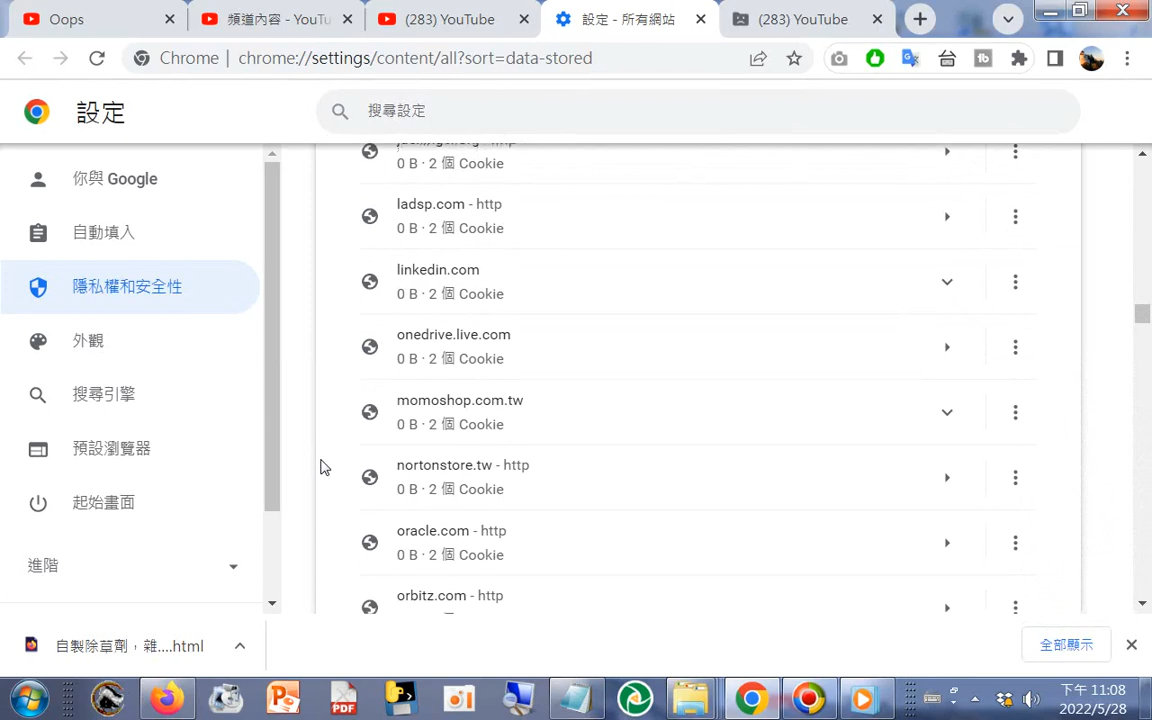 Oops
頻道內容 - YouTu
(283) YouTube
設定 - 所有網站
(283) YouTube
Chrome | chrome://settings/content/all?sort=data-stored
設定
搜尋設定
你與 Google
自動填入
隱私權和安全性
外觀
搜尋引擎
預設瀏覽器
起始畫面
進階
0 B · 2 個 Cookie
ladsp.com - http
0 B · 2 個 Cookie
linkedin.com
0 B · 2 個 Cookie
onedrive.live.com
0 B · 2 個 Cookie
momoshop.com.tw
0 B · 2 個 Cookie
nortonstore.tw - http
0 B · 2 個 Cookie
oracle.com - http
0 B · 2 個 Cookie
orbitz.com - http
自製除草劑，雜....html
全部顯示
下午 11:08
2022/5/28